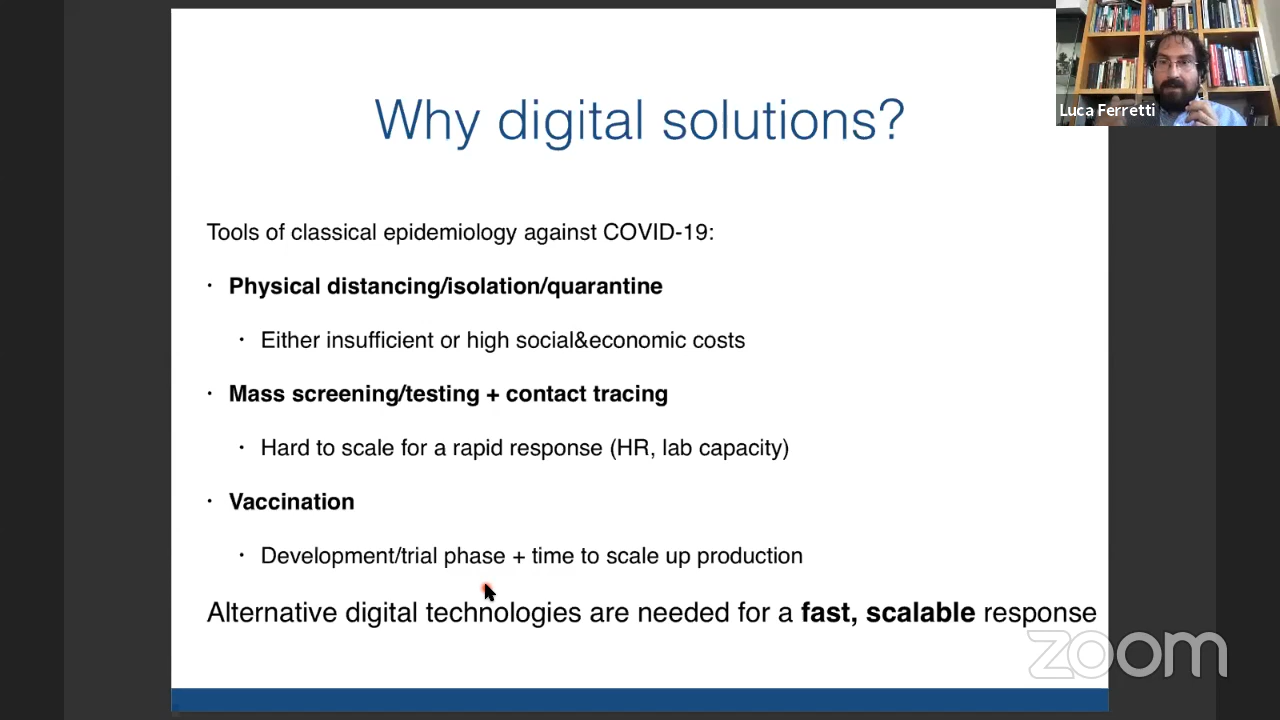 Luca Ferretti
Why digital solutions?
Tools of classical epidemiology against COVID-19:
• Physical distancing/isolation/quarantine
• Either insufficient or high social&economic costs
• Mass screening/testing + contact tracing
• Hard to scale for a rapid response (HR, lab capacity)
• Vaccination
• Development/trial phase + time to scale up production
Alternative digital technologies are needed for a fast, scalable response
zoom